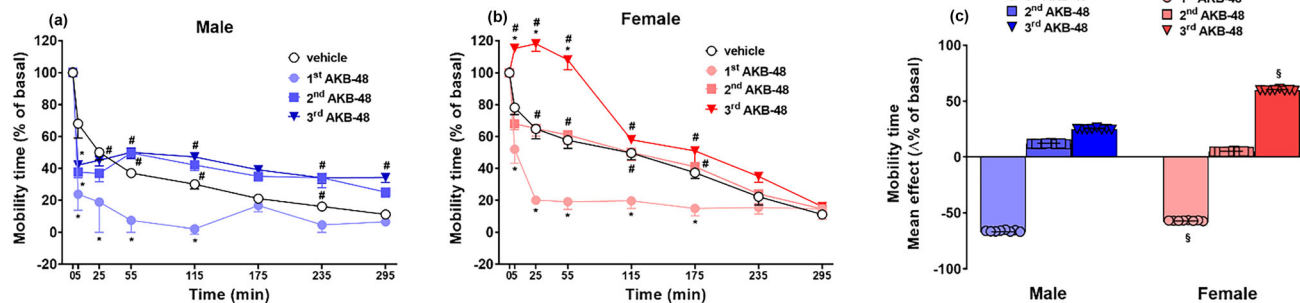 (a)
Male
Mobility time (% of basal)
120
100
80
60
40
20
0
-20
vehicle
1st AKB-48
2nd AKB-48
3rd AKB-48
*
*
*
*
*
#
#
#
#
#
#
#
05 25 55 115 175 235 295
Time (min)
(b)
Female
Mobility time (% of basal)
120
100
80
60
40
20
0
-20
vehicle
1st AKB-48
2nd AKB-48
3rd AKB-48
#
*
#
*
#
*
#
#
#
#
#
#
*
*
*
*
*
05 25 55 115 175 235 295
Time (min)
(c)
2nd AKB-48
3rd AKB-48
2nd AKB-48
3rd AKB-48
Mobility time
Mean effect (Δ% of basal)
100
50
0
-50
-100
§
§
Male
Female